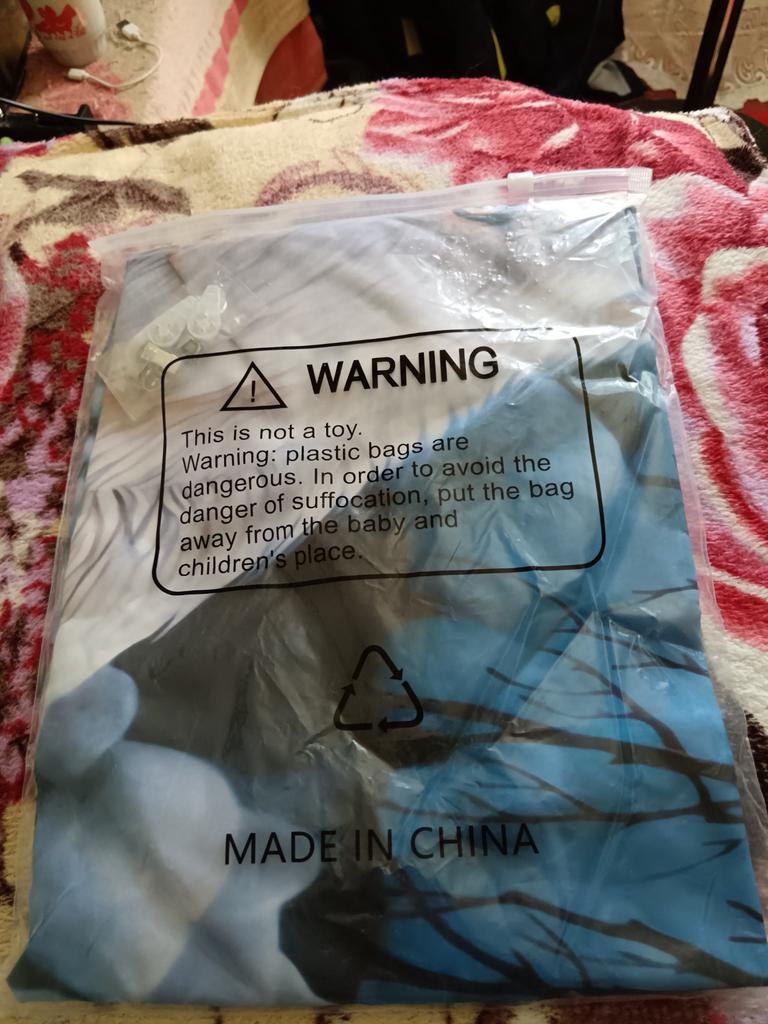 WARNING
This is not a toy.
Warning: plastic bags are
dangerous. In order to avoid the
danger of suffocation, put the bag
away from the baby and
children's place.
MADE IN CHINA